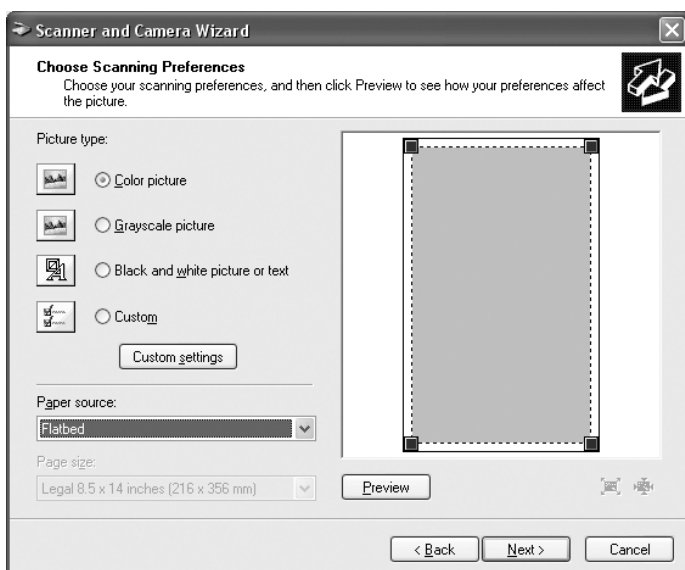 Scanner and Camera Wizard
Choose Scanning Preferences
Choose your scanning preferences, and then click Preview to see how your preferences affect
the picture.
Picture type:
Color picture
Grayscale picture
Black and white picture or text
Custom
Custom settings
Paper source:
Flatbed
Page size:
Legal 8.5 x 14 inches (216 x 356 mm)
Preview
< Back
Next >
Cancel